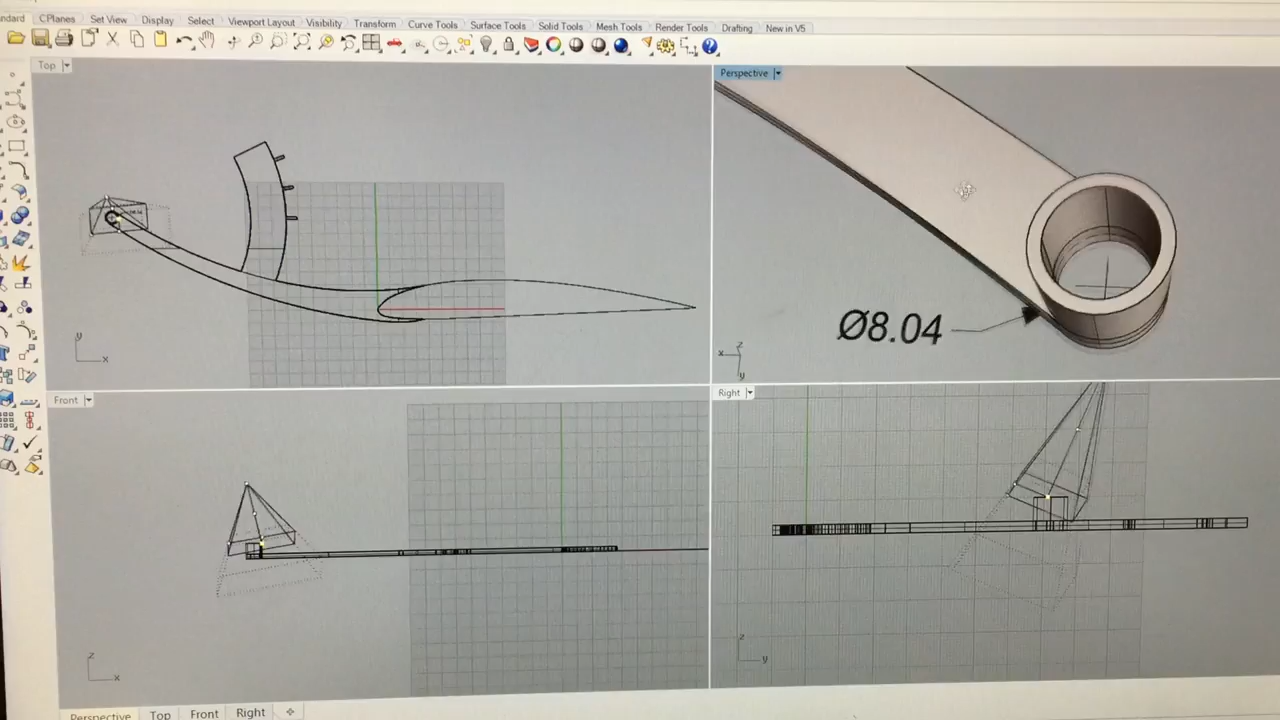 ndard CPlanes Set View Display Select Viewport Layout Visibility Transform Curve Tools Surface Tools Solid Tools Mesh Tools Render Tools Drafting New in V5
Top
Perspective
Ø8.04
y
x
x
z
y
Front
Right
z
x
z
y
Perspective Top Front Right